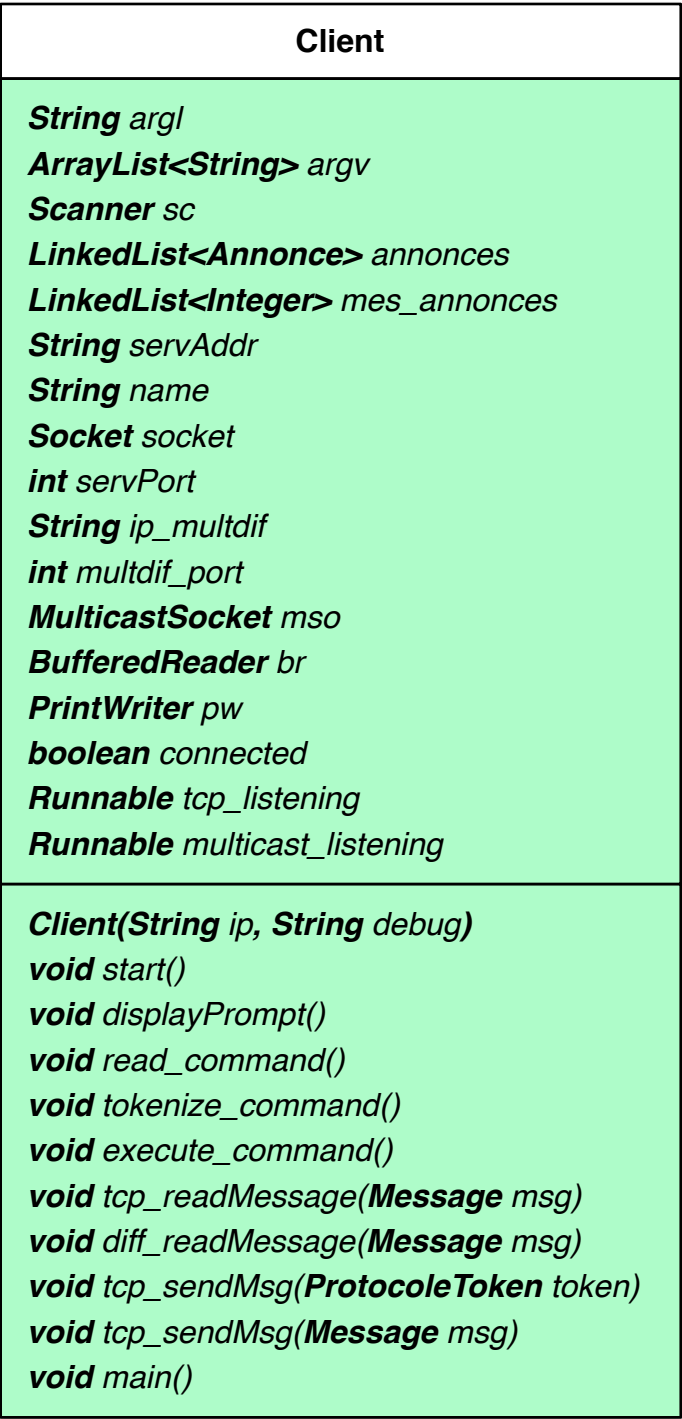 Client
String argl
ArrayList<String> argv
Scanner sc
LinkedList<Annonce> annonces
LinkedList<Integer> mes_annonces
String servAddr
String name
Socket socket
int servPort
String ip_multdif
int multdif_port
MulticastSocket mso
BufferedReader br
PrintWriter pw
boolean connected
Runnable tcp_listening
Runnable multicast_listening
Client(String ip, String debug)
void start()
void displayPrompt()
void read_command()
void tokenize_command()
void execute_command()
void tcp_readMessage(Message msg)
void diff_readMessage(Message msg)
void tcp_sendMsg(ProtocoleToken token)
void tcp_sendMsg(Message msg)
void main()